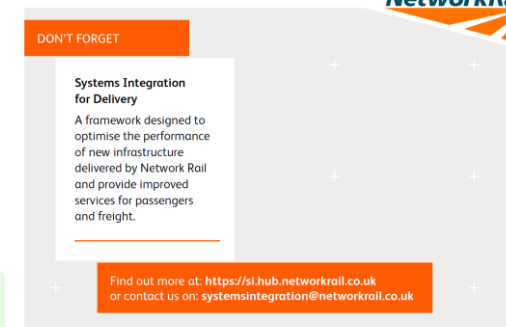 NetworkRail
DON'T FORGET
Systems Integration
for Delivery
A framework designed to
optimise the performance
of new infrastructure
delivered by Network Rail
and provide improved
services for passengers
and freight.
Find out more at: https://si.hub.networkrail.co.uk
or contact us on: systemsintegration@networkrail.co.uk